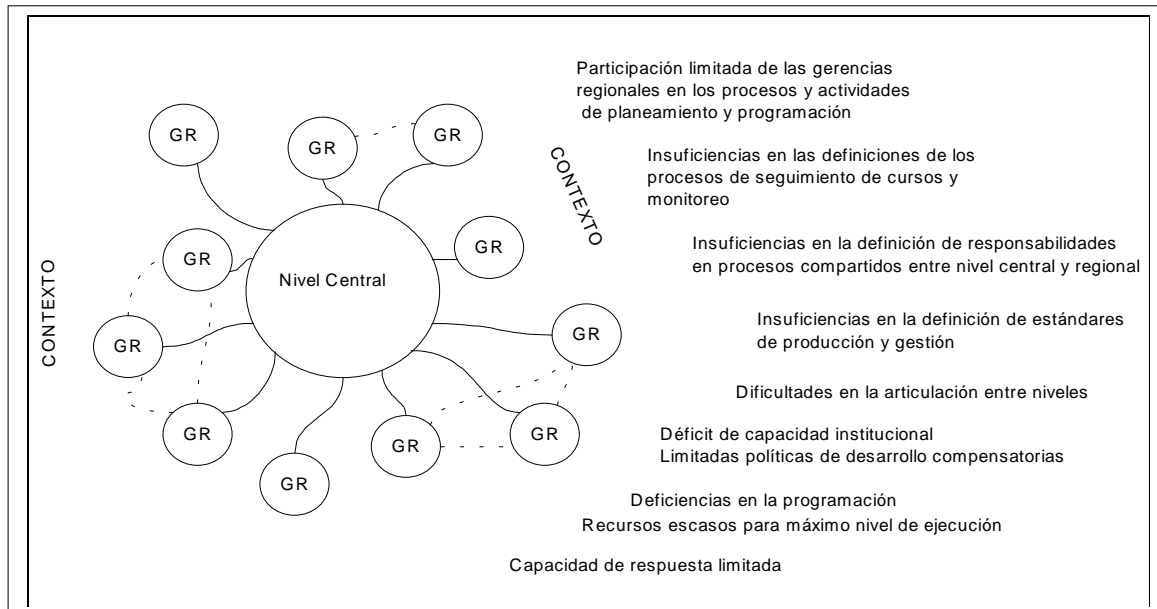 Participación limitada de las gerencias
regionales en los procesos y actividades
de planeamiento y programación
GR
GR
GR
CONTEXTO
Insuficiencias en las definiciones de los
procesos de seguimiento de cursos y
monitoreo
GR
GR
Insuficiencias en la definición de responsabilidades
en procesos compartidos entre nivel central y regional
Nivel Central
CONTEXTO
GR
GR
Insuficiencias en la definición de estándares
de producción y gestión
Dificultades en la articulación entre niveles
GR
GR
GR
Déficit de capacidad institucional
Limitadas políticas de desarrollo compensatorias
GR
Deficiencias en la programación
Recursos escasos para máximo nivel de ejecución
Capacidad de respuesta limitada